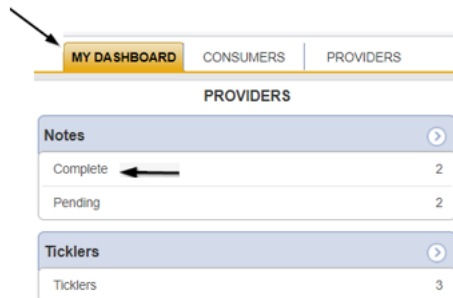 MY DASHBOARD CONSUMERS PROVIDERS
PROVIDERS
Notes
Complete 2
Pending 2
Ticklers
Ticklers 3